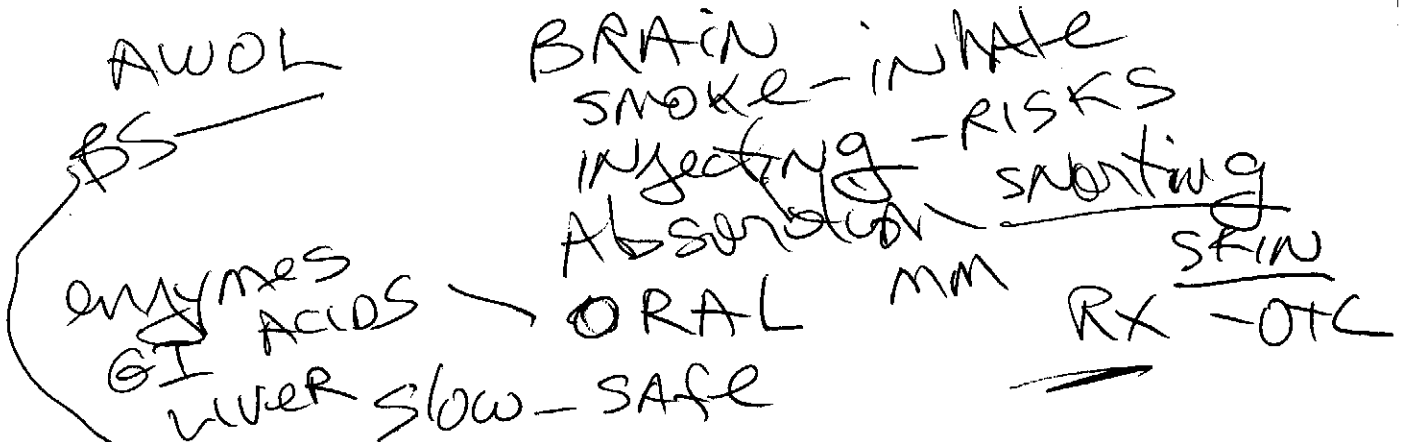 AWOL
BS
BRAIN
SMOKE - INHALE
INJECTING - RISKS
ABSORPTION - SNORTING
MM SKIN
enzymes
GI ACIDS - ORAL RX - OTC
LIVER Slow - SAFE